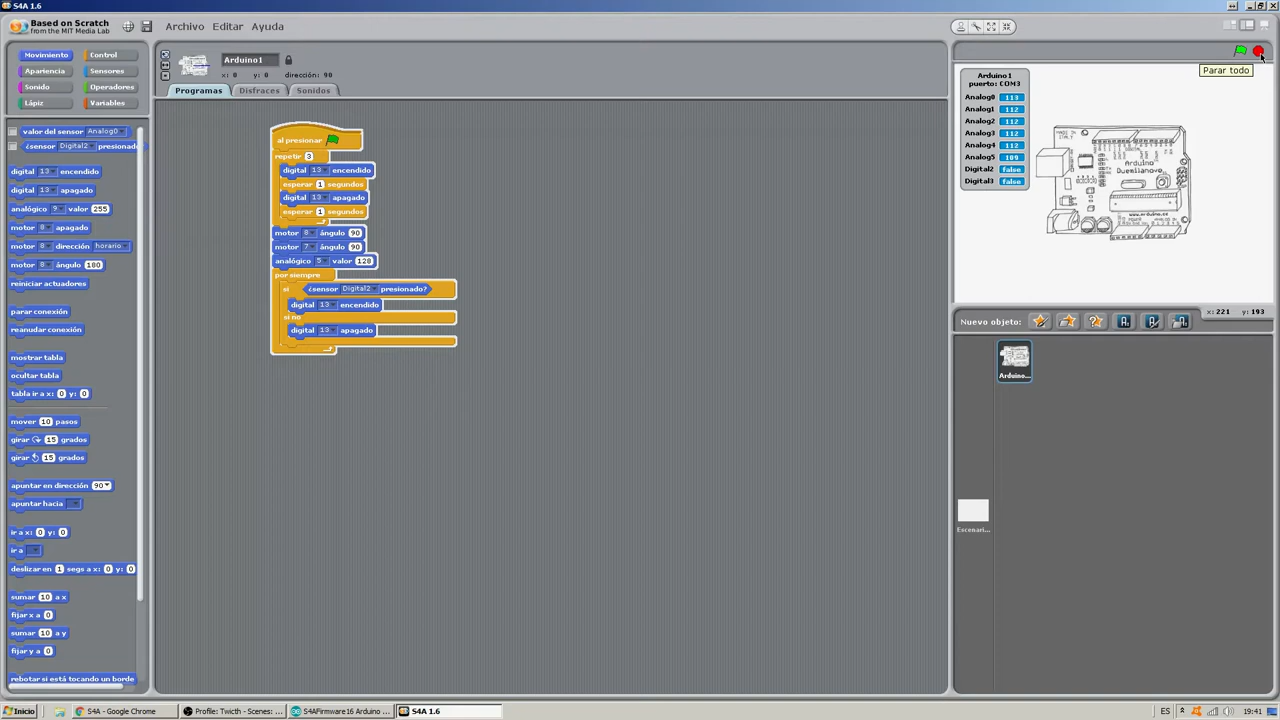 S4A 1.6
Based on Scratch
from the MIT Media Lab
Archivo Editar Ayuda
Movimiento Control
Apariencia Sensores
Sonido Operadores
Lápiz Variables
Arduino1
x: 0 y: 0 dirección: 90
Programas Disfraces Sonidos
valor del sensor Analog0
¿sensor Digital2 presionado
digital 13 encendido
digital 13 apagado
analógico 9 valor 255
motor 8 apagado
motor 8 dirección horario
motor 8 ángulo 180
reiniciar actuadores
parar conexión
reanudar conexión
mostrar tabla
ocultar tabla
tabla ir a x: 0 y: 0
mover 10 pasos
girar 15 grados
girar 15 grados
apuntar en dirección 90
apuntar hacia
ir a x: 0 y: 0
ir a
deslizar en 1 segs a x: 0 y: 0
sumar 10 a x
fijar x a 0
sumar 10 a y
fijar y a 0
rebotar si está tocando un borde
al presionar
repetir 3
digital 13 encendido
esperar 1 segundos
digital 13 apagado
esperar 1 segundos
motor 8 ángulo 90
motor 7 ángulo 90
analógico 5 valor 128
por siempre
si ¿sensor Digital2 presionado?
digital 13 encendido
si no
digital 13 apagado
Parar todo
Arduino1
puerto: COM3
Analog0 113
Analog1 112
Analog2 112
Analog3 112
Analog4 112
Analog5 109
Digital2 false
Digital3 false
MADE IN
ITALY
Arduino
Duemilanove
www.arduino.cc
x: 221 y: 193
Nuevo objeto:
Arduino...
Escenari...
Inicio
S4A - Google Chrome
Profile: Twicth - Scenes: ...
S4AFirmware16 Arduino ...
S4A 1.6
ES
19:41